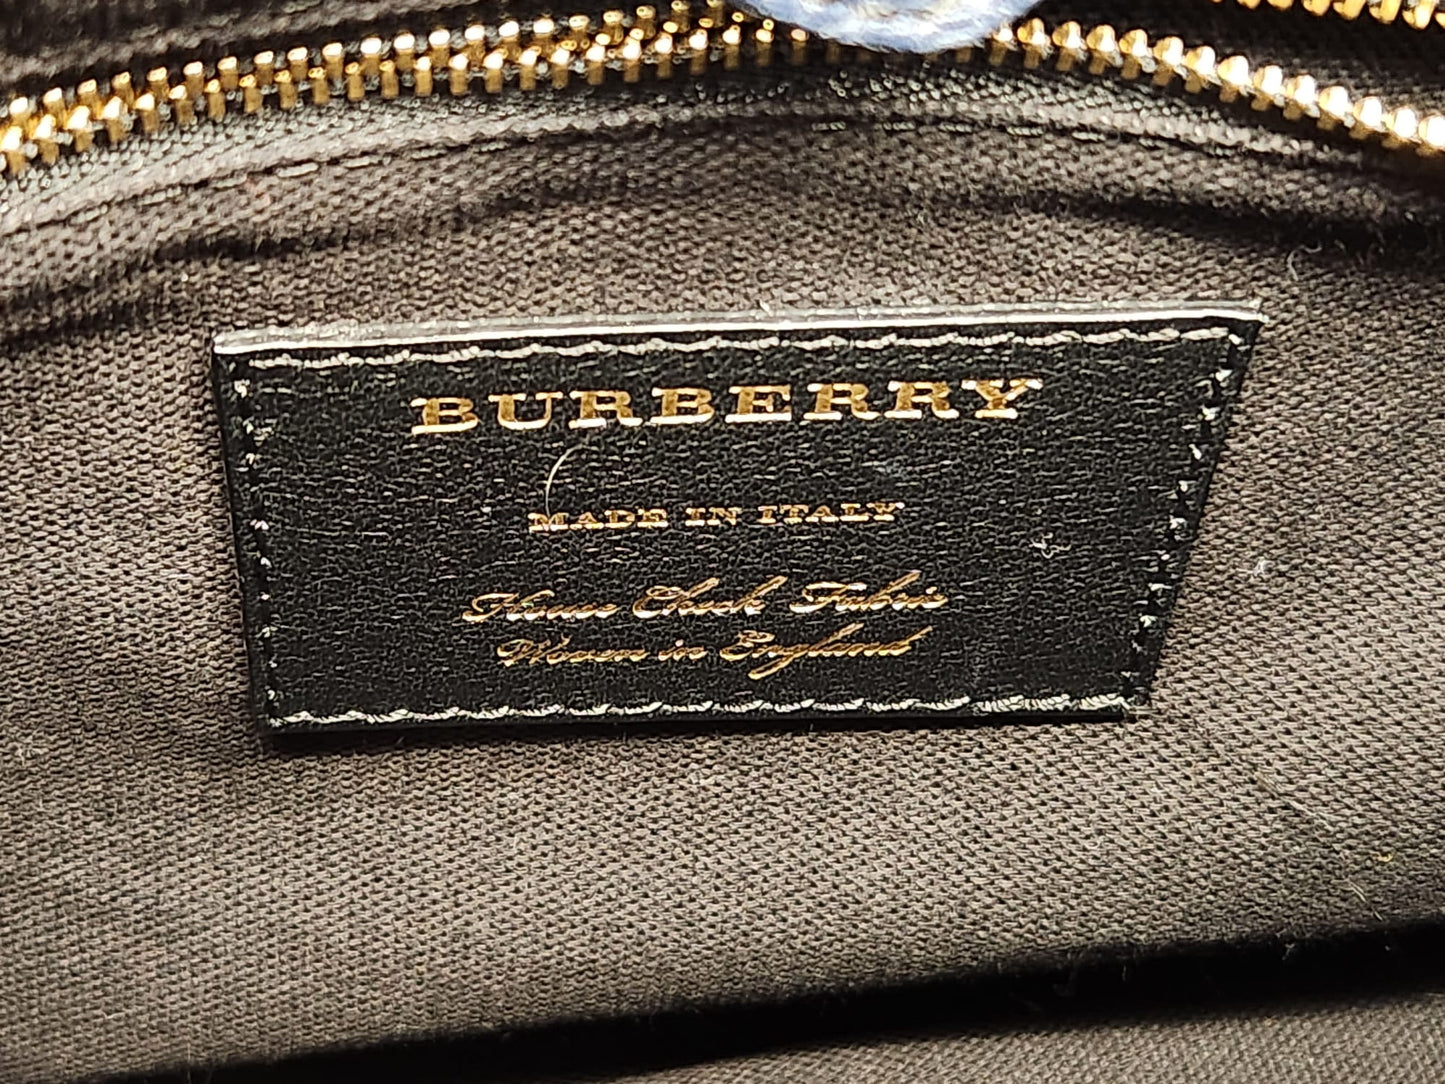 BURBERRY
MADE IN ITALY
House Check Fabric
Woven in England